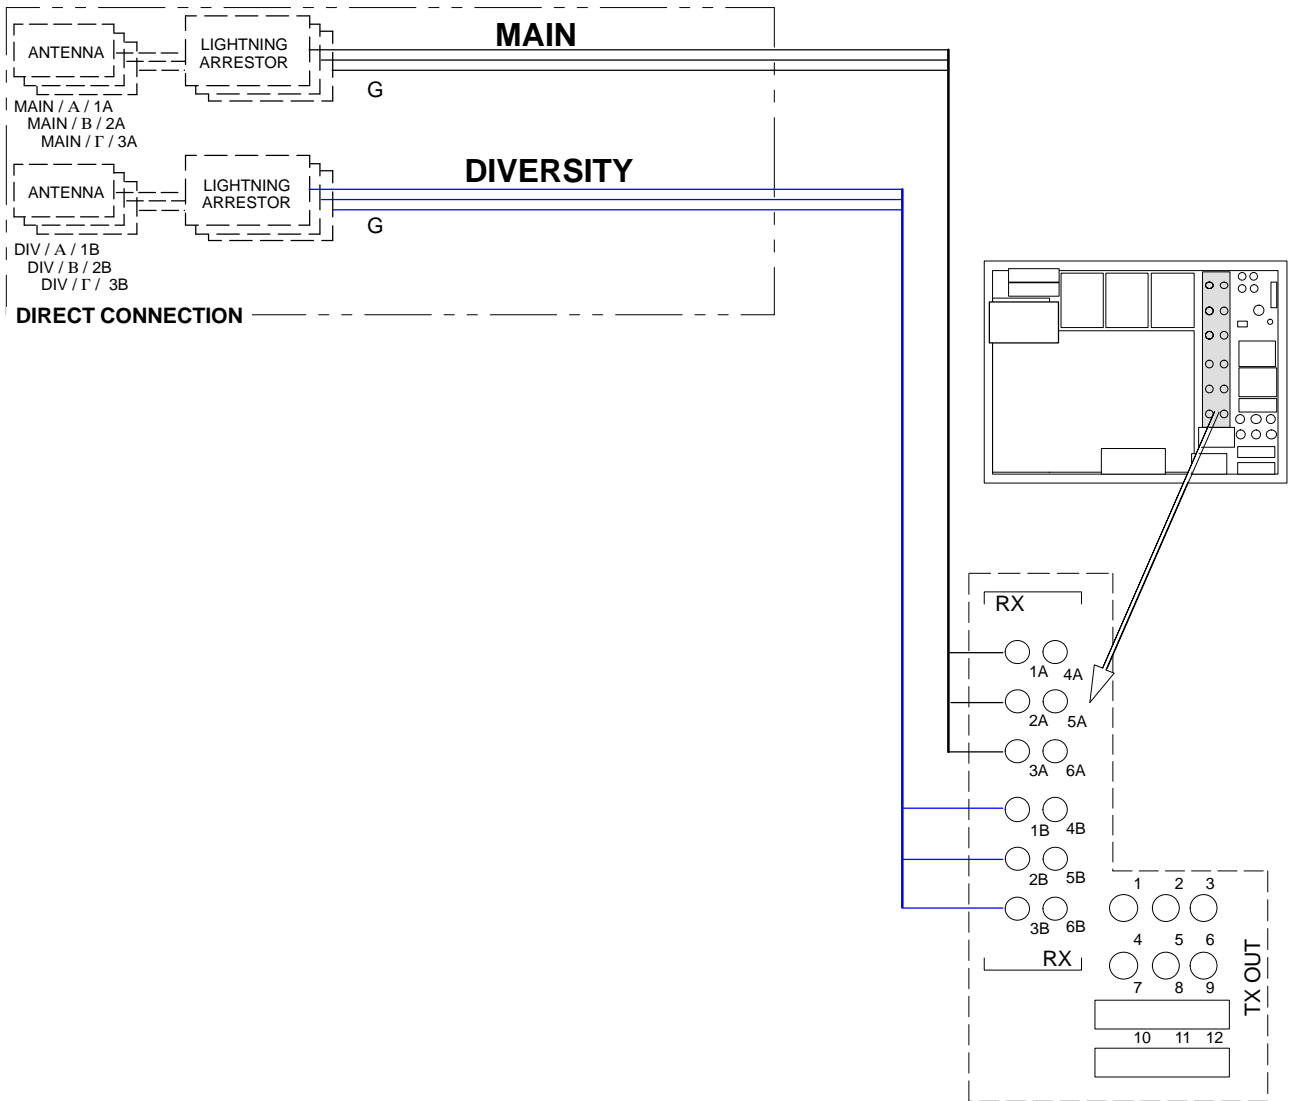 MAIN
ANTENNA
LIGHTNING
ARRESTOR
G
MAIN / Α / 1A
MAIN / Β / 2A
MAIN / Γ / 3A
DIVERSITY
ANTENNA
LIGHTNING
ARRESTOR
G
DIV / Α / 1B
DIV / Β / 2B
DIV / Γ / 3B
DIRECT CONNECTION
RX
1A 4A
2A 5A
3A 6A
1B 4B
2B 5B
3B 6B
RX
1 2 3
4 5 6
7 8 9
10 11 12
TX OUT